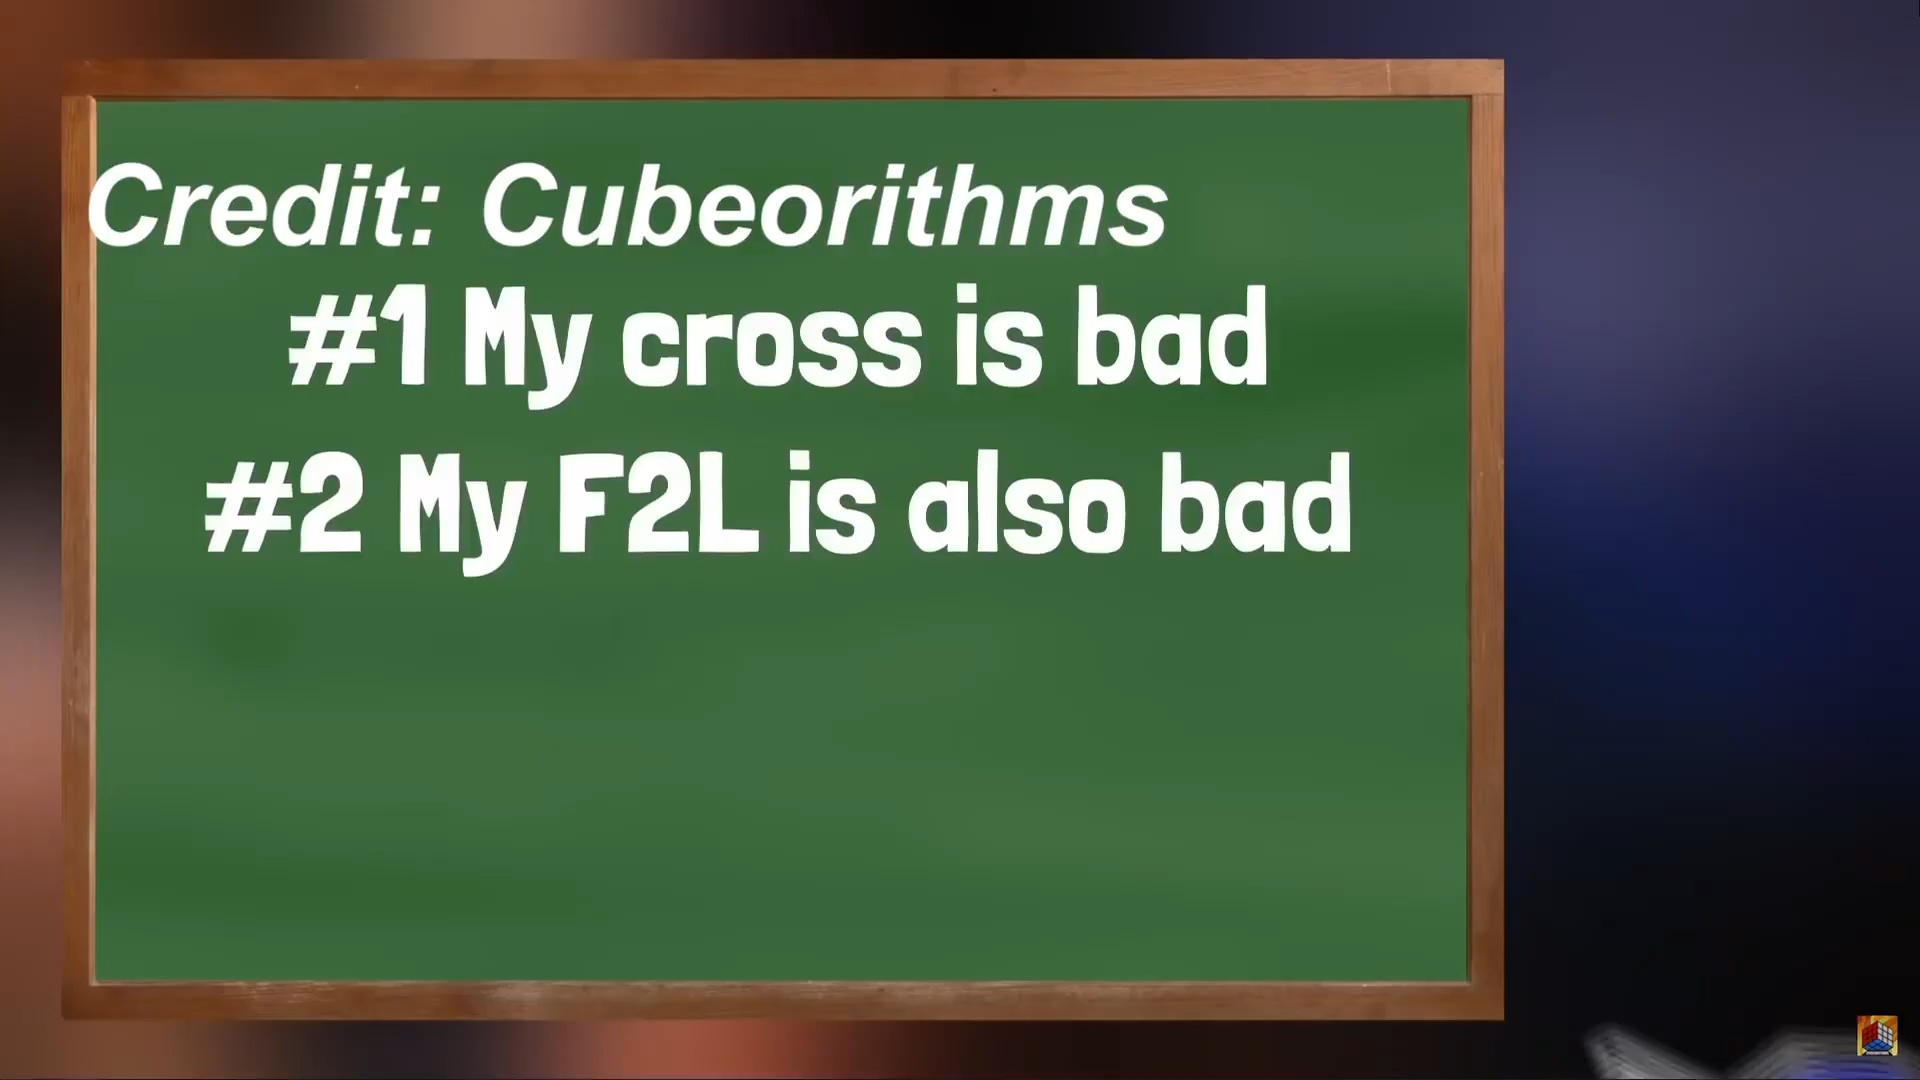 Credit: Cubeorithms
#1 My cross is bad
#2 My F2L is also bad